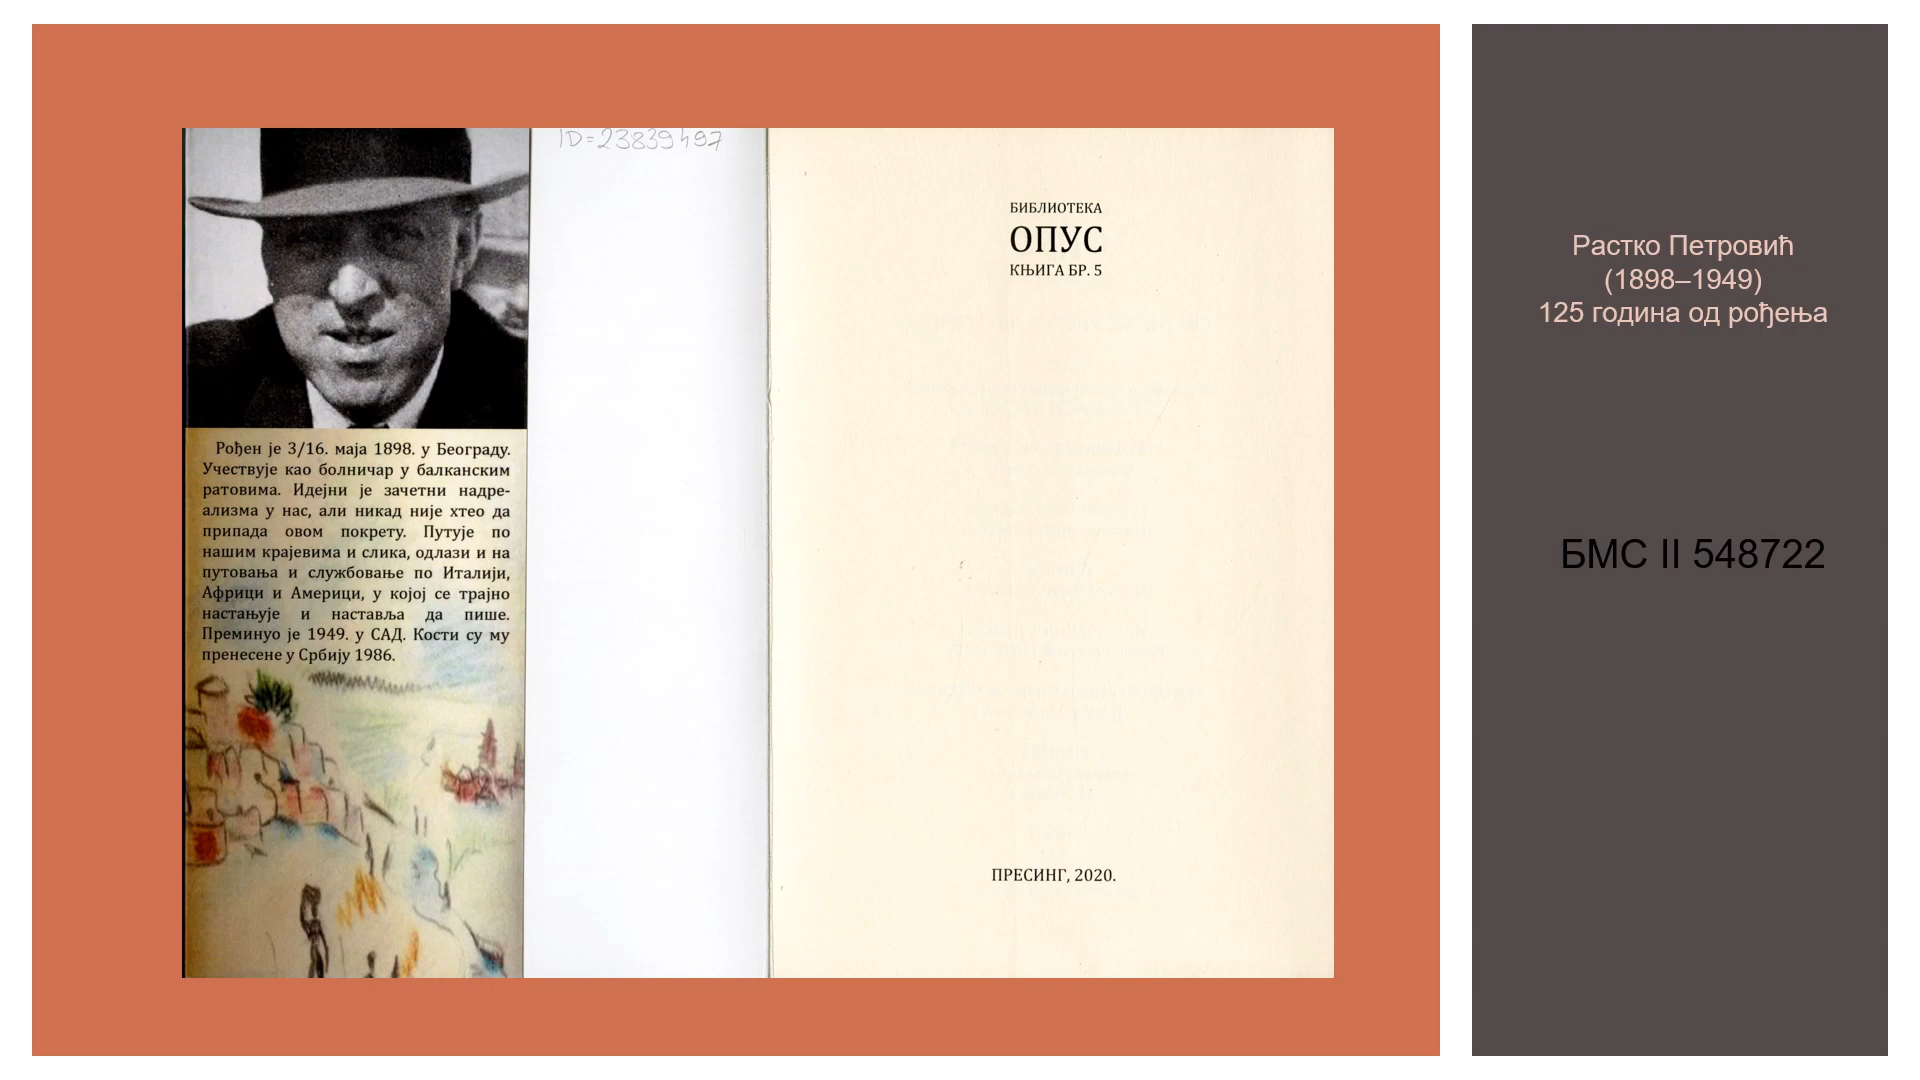 ID=23839497
Рођен је 3/16. маја 1898. у Београду.
Учествује као болничар у балканским
ратовима. Идејни је зачетни надре-
ализма у нас, али никад није хтео да
припада овом покрету. Путује по
нашим крајевима и слика, одлази и на
путовања и службовање по Италији,
Африци и Америци, у којој се трајно
настањује и наставља да пише.
Преминуо је 1949. у САД. Кости су му
пренесене у Србију 1986.
БИБЛИОТЕКА
ОПУС
КЊИГА БР. 5
ПРЕСИНГ, 2020.
Растко Петровић
(1898–1949)
125 година од рођења
БМС II 548722